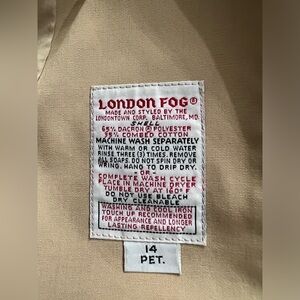 LONDON FOG®
MADE AND STYLED BY THE
LONDONTOWN CORP. BALTIMORE, MD.
SHELL
65% DACRON ® POLYESTER
35% COMBED COTTON
MACHINE WASH SEPARATELY
WITH WARM OR COLD WATER
RINSE THREE (3) TIMES. REMOVE
ALL SOAPS. DO NOT SPIN DRY OR
WRING. HANG TO DRIP DRY.
- OR -
COMPLETE WASH CYCLE
PLACE IN MACHINE DRYER
TUMBLE DRY AT 160° F
DO NOT USE BLEACH
DRY CLEANABLE
WASHING AND COOL IRON
TOUCH UP RECOMMENDED
FOR APPEARANCE AND LONGER
LASTING REPELLENCY
14
PET.